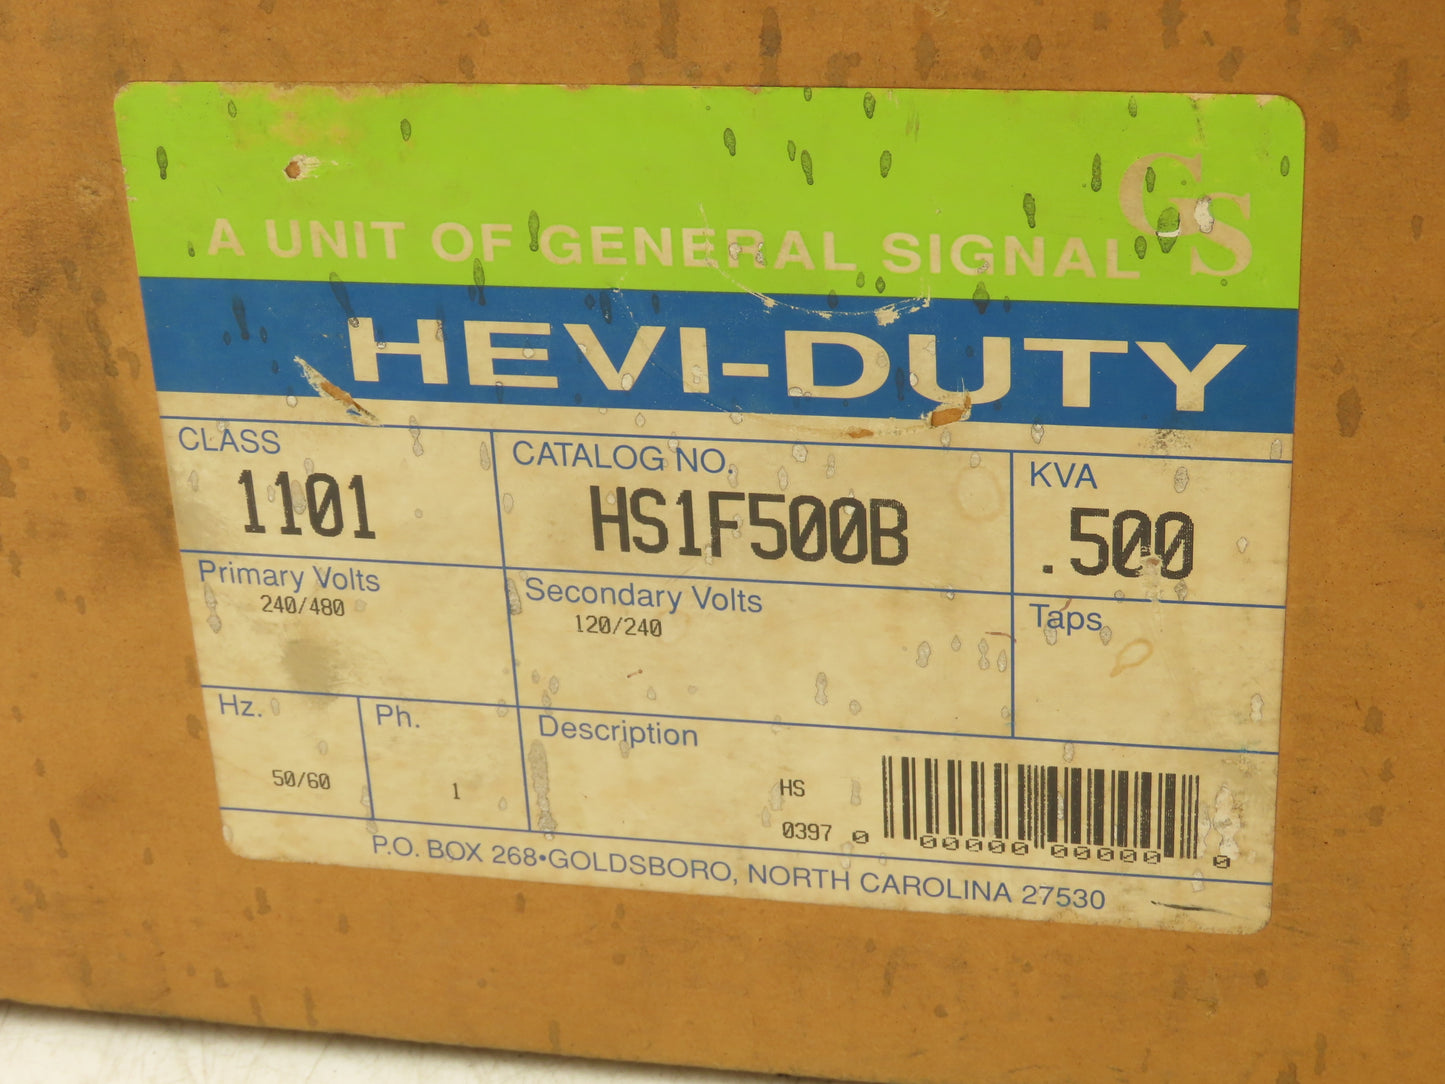 GS
A UNIT OF GENERAL SIGNAL
HEVI-DUTY
CLASS
1101
CATALOG NO.
HS1F500B
KVA
.500
Primary Volts
240/480
Secondary Volts
120/240
Taps
Hz.
50/60
Ph.
1
Description
HS
0397
0 00000 00000 0
P.O. BOX 268•GOLDSBORO, NORTH CAROLINA 27530